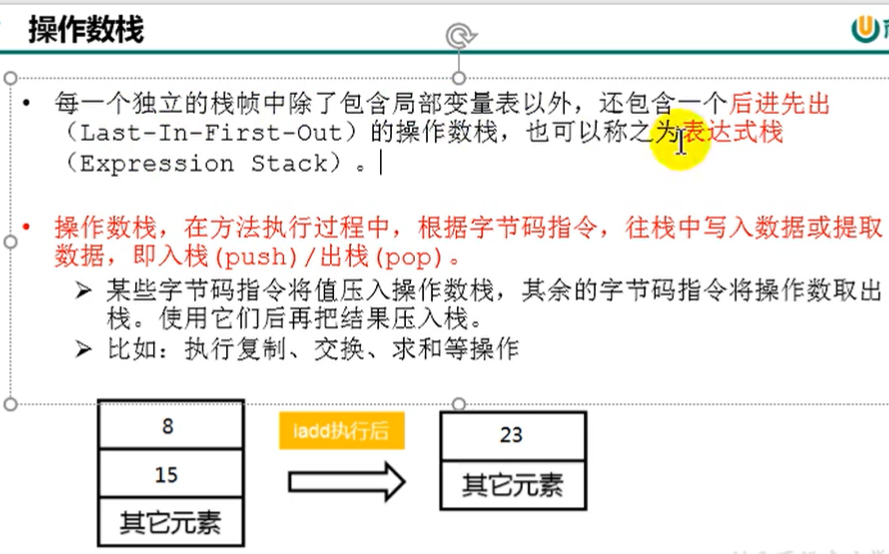 操作数栈
• 每一个独立的栈帧中除了包含局部变量表以外，还包含一个后进先出
（Last-In-First-Out）的操作数栈，也可以称之为表达式栈
（Expression Stack）。
• 操作数栈，在方法执行过程中，根据字节码指令，往栈中写入数据或提取
数据，即入栈(push)/出栈(pop)。
➢ 某些字节码指令将值压入操作数栈，其余的字节码指令将操作数取出
栈。使用它们后再把结果压入栈。
➢ 比如：执行复制、交换、求和等操作
8
15
其它元素
iadd执行后
23
其它元素